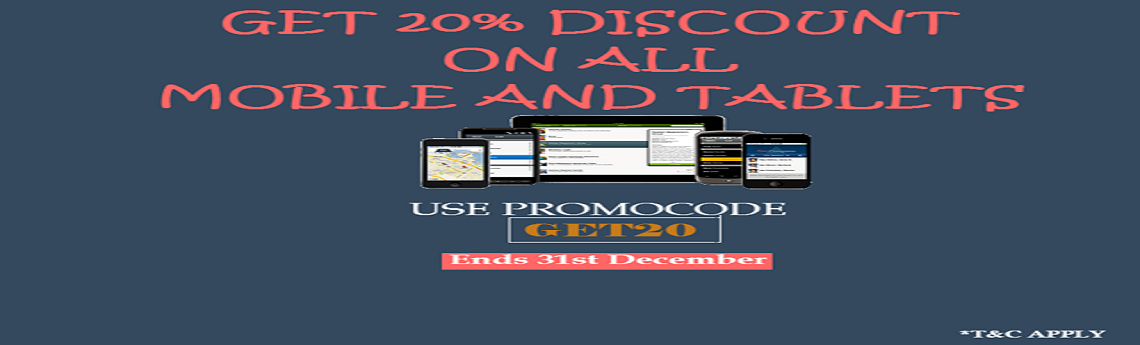 GET 20% DISCOUNT
ON ALL
MOBILE AND TABLETS
USE PROMOCODE
GET20
Ends 31st December
*T&C APPLY